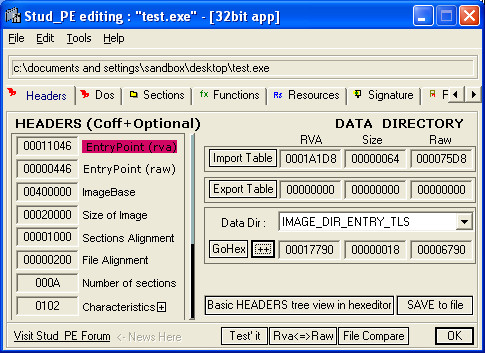 Stud_PE editing : "test.exe" - [32bit app]
File Edit Tools Help
c:\documents and settings\sandbox\desktop\test.exe
Headers Dos Sections Functions Resources Signature F
HEADERS (Coff+Optional) DATA DIRECTORY
RVA Size Raw
00011046 EntryPoint (rva)
Import Table 0001A1D8 00000064 000075D8
00000446 EntryPoint (raw)
Export Table 00000000 00000000 00000000
00400000 ImageBase
00020000 Size of Image
Data Dir : IMAGE_DIR_ENTRY_TLS
00001000 Sections Alignment
GoHex ++ 00017790 00000018 00006790
00000200 File Alignment
000A Number of sections
0102 Characteristics +
Basic HEADERS tree view in hexeditor SAVE to file
Visit Stud_PE Forum <- News Here Test' it Rva<=>Raw File Compare OK